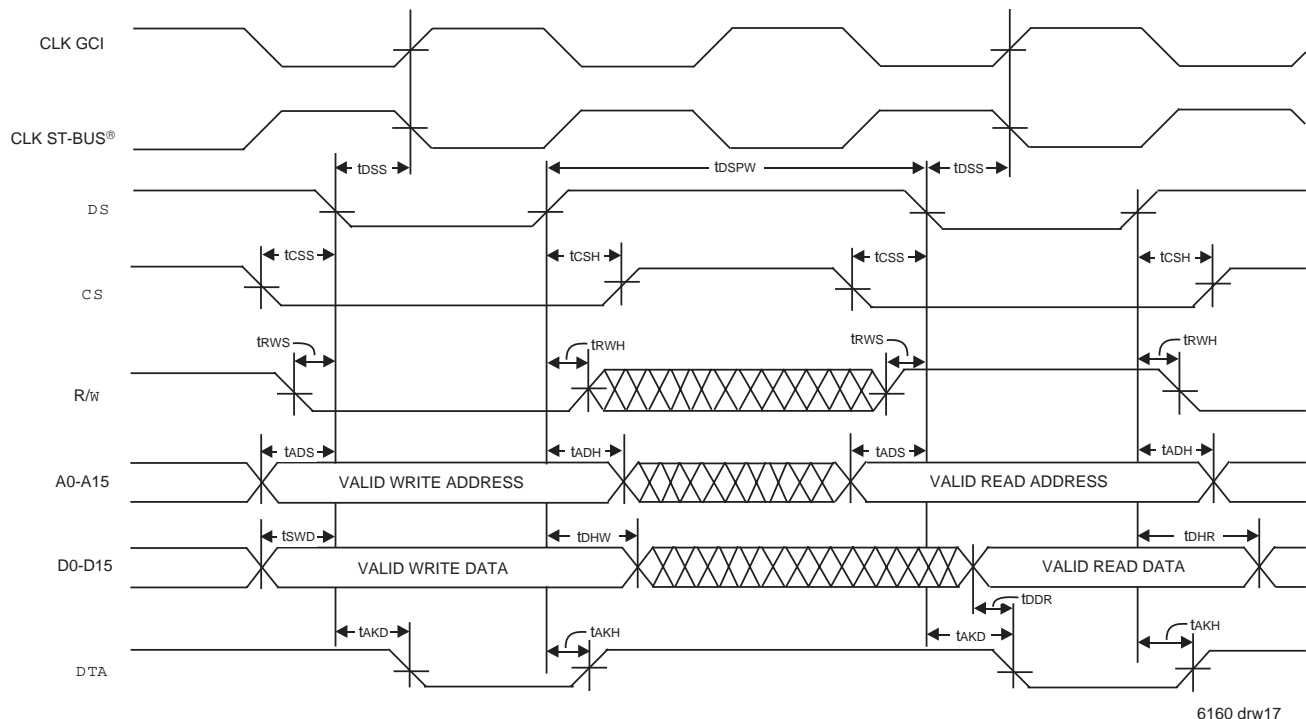 CLK GCI
CLK ST-BUS®
tDSS tDSPW tDSS
DS
tCSS tCSH tCSS tCSH
CS
tRWS tRWH tRWS tRWH
R/W
tADS tADH tADS tADH
A0-A15 VALID WRITE ADDRESS VALID READ ADDRESS
tSWD tDHW tDHR
D0-D15 VALID WRITE DATA VALID READ DATA
tDDR
tAKD tAKH tAKD tAKH
DTA
6160 drw17